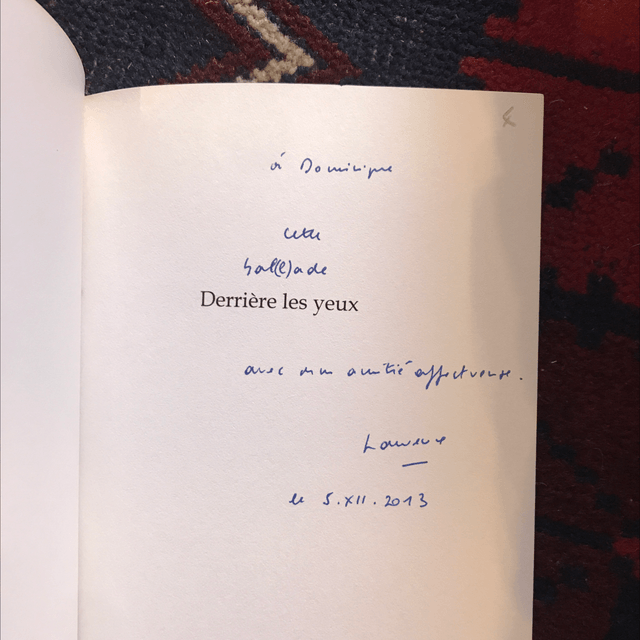 à Dominique
cette
bal(l)ade
Derrière les yeux
avec mon amitié affectueuse.
Laurence
le 5.XII.2013